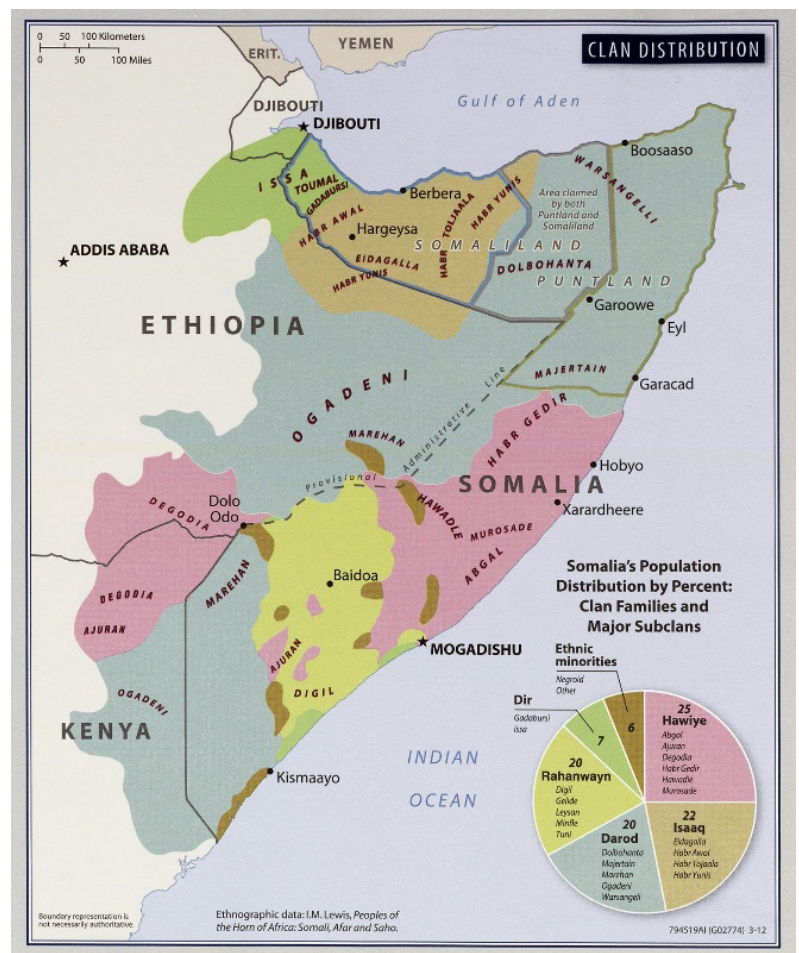 CLAN DISTRIBUTION
0 50 100 Kilometers
0 50 100 Miles
ERIT.
YEMEN
DJIBOUTI
DJIBOUTI
Gulf of Aden
Boosaaso
ISSA
TOUMAL
GADABURSI
WARSANGELLI
Berbera
Area claimed
by both
Puntland and
Somaliland
HABR AWAL
HABR TOLJAALA
HABR YUNIS
Hargeysa
SOMALILAND
ADDIS ABABA
EIDAGALLA
HABR YUNIS
DOLBOHANTA
PUNTLAND
Garoowe
ETHIOPIA
Eyl
OGADENI
MAJERTAIN
Garacad
Provisional Administrative Line
MAREHAN
HABR GEDIR
Hobyo
SOMALIA
DEGODIA
Dolo
Odo
HAWADLE
Xarardheere
MUROSADE
ABGAL
MAREHAN
Baidoa
DEGODIA
AJURAN
AJURAN
MOGADISHU
DIGIL
OGADENI
KENYA
Kismaayo
INDIAN
OCEAN
Somalia's Population
Distribution by Percent:
Clan Families and
Major Subclans
Ethnic
minorities
Negroid
Other
6
Dir
Gadabursi
Issa
7
25
Hawiye
Abgal
Ajuran
Degodia
Habr Gedir
Hawadle
Murosade
20
Rahanwayn
Digil
Gelide
Leysan
Mirifle
Tuni
22
Isaaq
Eidagalla
Habr Awal
Habr Tojaala
Habr Yunis
20
Darod
Dolbohanta
Majertain
Marehan
Ogadeni
Warsangeli
Boundary representation is
not necessarily authoritative.
Ethnographic data: I.M. Lewis, Peoples of
the Horn of Africa: Somali, Afar and Saho.
794519AI (G02774) 3-12